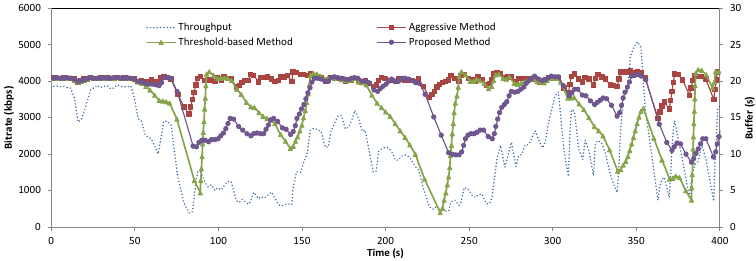 6000 30
Throughput Aggressive Method
Threshold-based Method Proposed Method
5000 25
4000 20
3000 15
2000 10
1000 5
0 0
0 50 100 150 200 250 300 350 400
Time (s)
Bitrate (kbps)
Buffer (s)